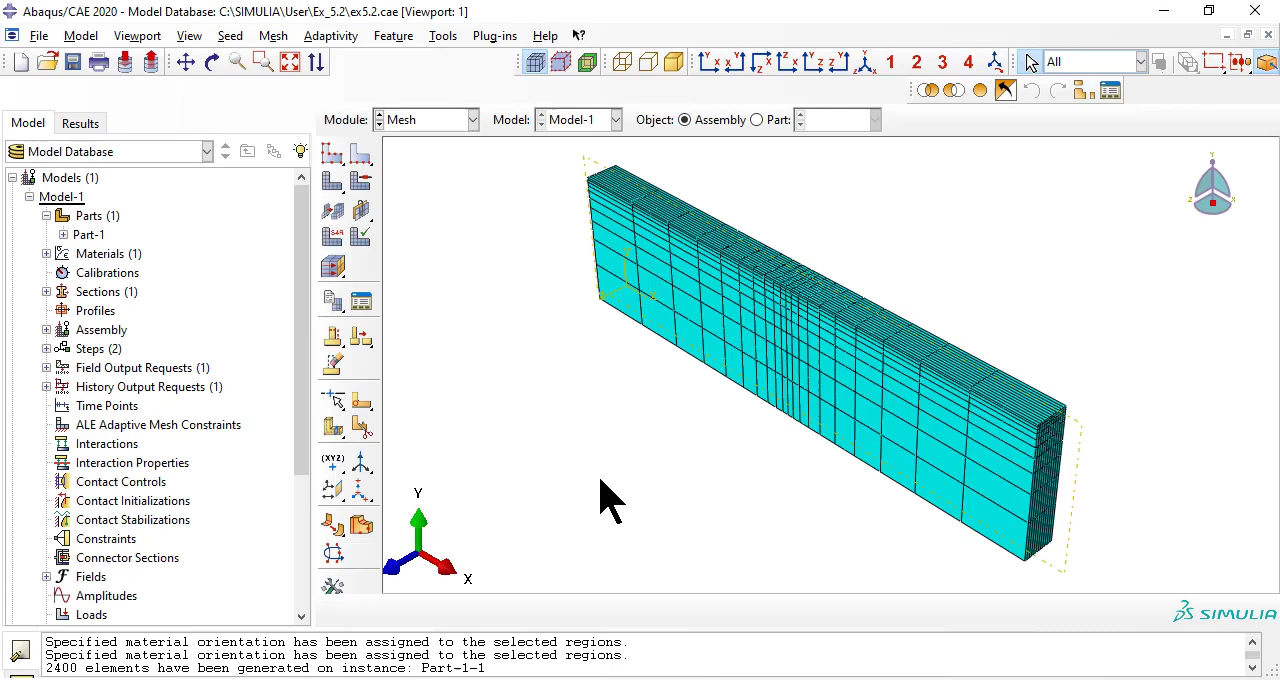 Abaqus/CAE 2020 - Model Database: C:\SIMULIA\User\Ex_5.2\ex5.2.cae [Viewport: 1]
File Model Viewport View Seed Mesh Adaptivity Feature Tools Plug-ins Help
1 2 3 4 All
Model Results
Module: Mesh Model: Model-1 Object: Assembly Part:
Model Database
Models (1)
Model-1
Parts (1)
Part-1
Materials (1)
Calibrations
Sections (1)
Profiles
Assembly
Steps (2)
Field Output Requests (1)
History Output Requests (1)
Time Points
ALE Adaptive Mesh Constraints
Interactions
Interaction Properties
Contact Controls
Contact Initializations
Contact Stabilizations
Constraints
Connector Sections
Fields
Amplitudes
Loads
Y
X
SIMULIA
Specified material orientation has been assigned to the selected regions.
Specified material orientation has been assigned to the selected regions.
2400 elements have been generated on instance: Part-1-1